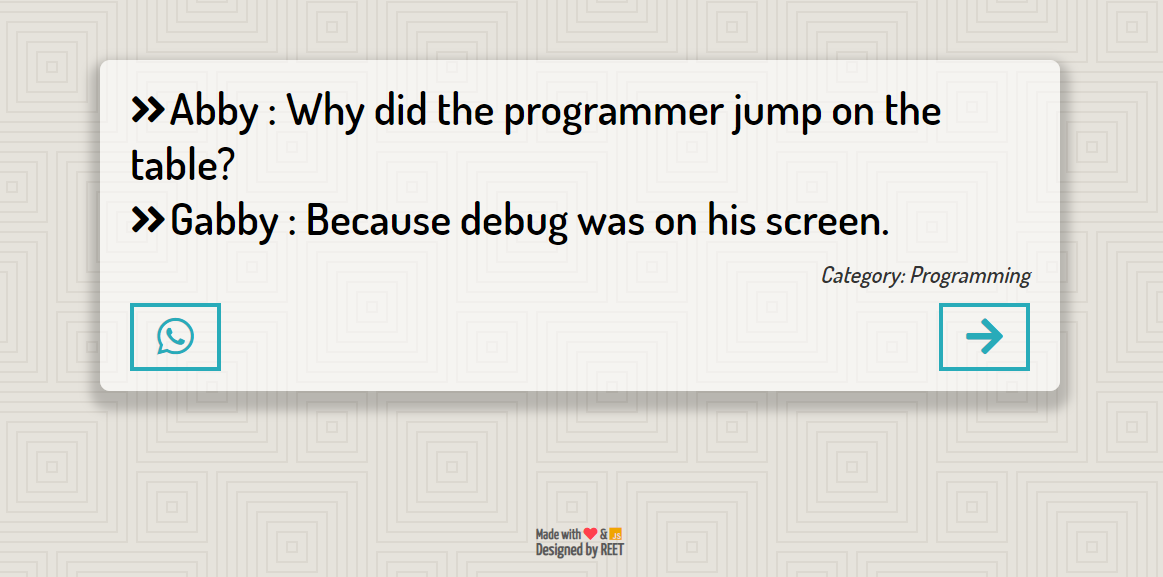 Abby : Why did the programmer jump on the
table?
Gabby : Because debug was on his screen.
Category: Programming
Made with & JS
Designed by REET